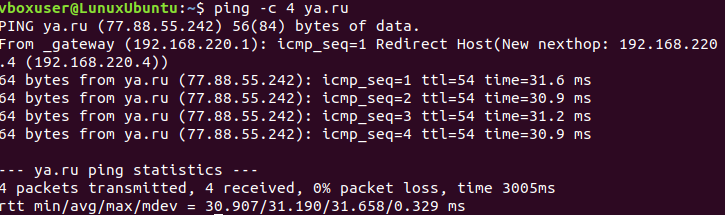 vboxuser@LunuxUbuntu:~$ ping -c 4 ya.ru
PING ya.ru (77.88.55.242) 56(84) bytes of data.
From _gateway (192.168.220.1): icmp_seq=1 Redirect Host(New nexthop: 192.168.220
.4 (192.168.220.4))
64 bytes from ya.ru (77.88.55.242): icmp_seq=1 ttl=54 time=31.6 ms
64 bytes from ya.ru (77.88.55.242): icmp_seq=2 ttl=54 time=30.9 ms
64 bytes from ya.ru (77.88.55.242): icmp_seq=3 ttl=54 time=31.2 ms
64 bytes from ya.ru (77.88.55.242): icmp_seq=4 ttl=54 time=30.9 ms

--- ya.ru ping statistics ---
4 packets transmitted, 4 received, 0% packet loss, time 3005ms
rtt min/avg/max/mdev = 30.907/31.190/31.658/0.329 ms